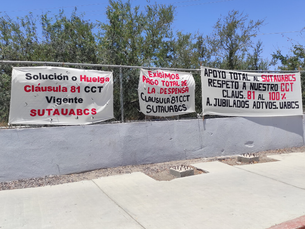 Solución o Huelga
Cláusula 81 CCT
Vigente
SUTAUABCS
EXIGIMOS
PAGO TOTAL DE
LA DESPENSA
CLAUSULA 81 CCT
SUTAUABCS
APOYO TOTAL AL SUTAUABCS
RESPETO A NUESTRO CCT
CLAUS. 81 AL 100%
A. JUBILADOS ADTVOS. UABCS